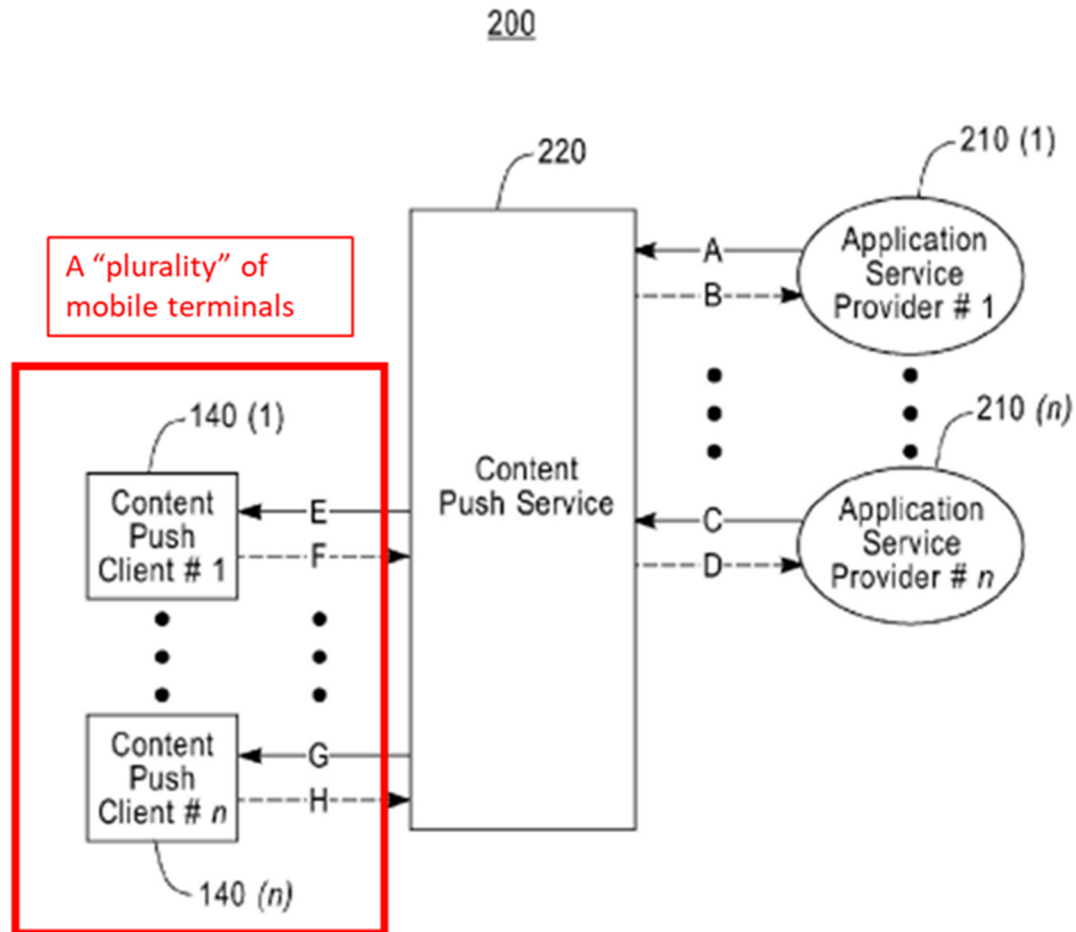 200
220
210 (1)
A “plurality” of
mobile terminals
A
B
Application
Service
Provider # 1
140 (1)
210 (n)
Content
Push Service
Content
Push
Client # 1
E
F
C
D
Application
Service
Provider # n
Content
Push
Client # n
G
H
140 (n)